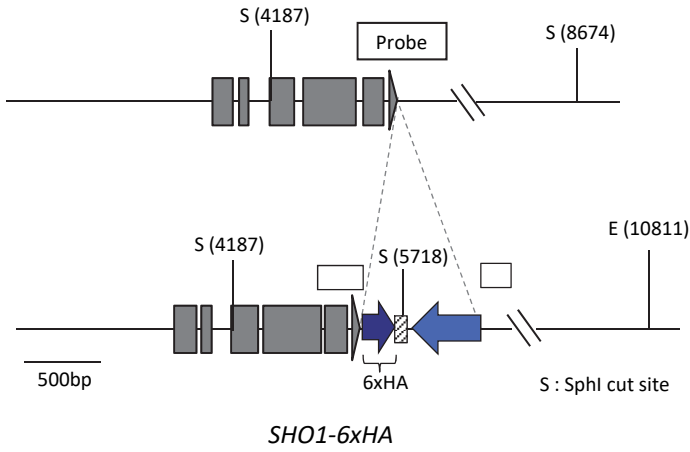 S (4187)
Probe
S (8674)
S (4187)
S (5718)
E (10811)
500bp
6xHA
S : SphI cut site
SHO1-6xHA